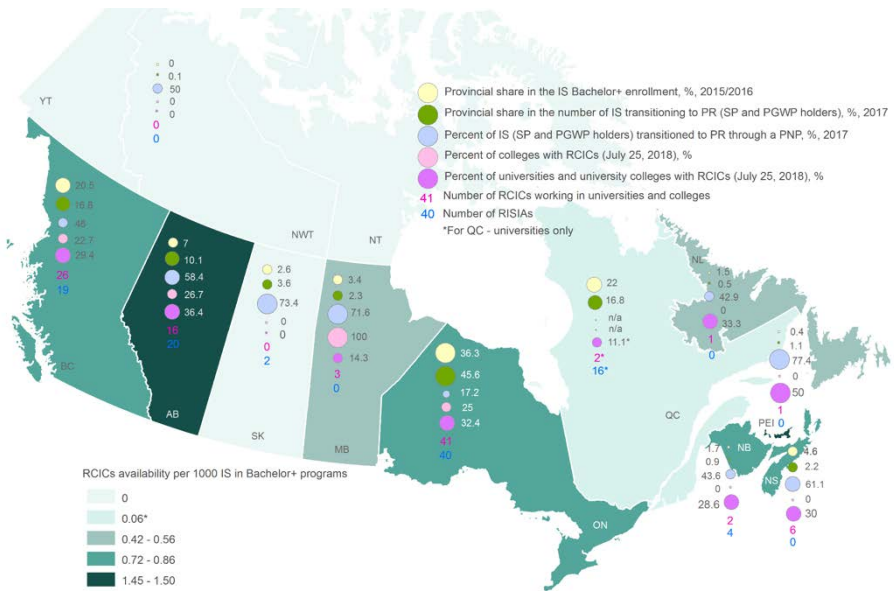 0
0.1
50
0
0
0
0
YT
NWT
NT
Provincial share in the IS Bachelor+ enrollment, %, 2015/2016
Provincial share in the number of IS transitioning to PR (SP and PGWP holders), %, 2017
Percent of IS (SP and PGWP holders) transitioned to PR through a PNP, %, 2017
Percent of colleges with RCICs (July 25, 2018), %
Percent of universities and university colleges with RCICs (July 25, 2018), %
41 Number of RCICs working in universities and colleges
40 Number of RISIAs
*For QC - universities only
20.5
16.8
46
22.7
29.4
26
19
BC
7
10.1
58.4
26.7
36.4
16
20
AB
2.6
3.6
73.4
0
0
0
2
SK
3.4
2.3
71.6
100
14.3
3
0
MB
36.3
45.6
17.2
25
32.4
41
40
ON
22
16.8
n/a
n/a
11.1*
2*
16*
QC
NL
1.5
0.5
42.9
0
33.3
1
0
0.4
1.1
77.4
0
50
1
0
PEI
1.7
0.9
43.6
0
28.6
2
4
NB
4.6
2.2
61.1
0
30
6
0
NS
RCICs availability per 1000 IS in Bachelor+ programs
0
0.06*
0.42 - 0.56
0.72 - 0.86
1.45 - 1.50